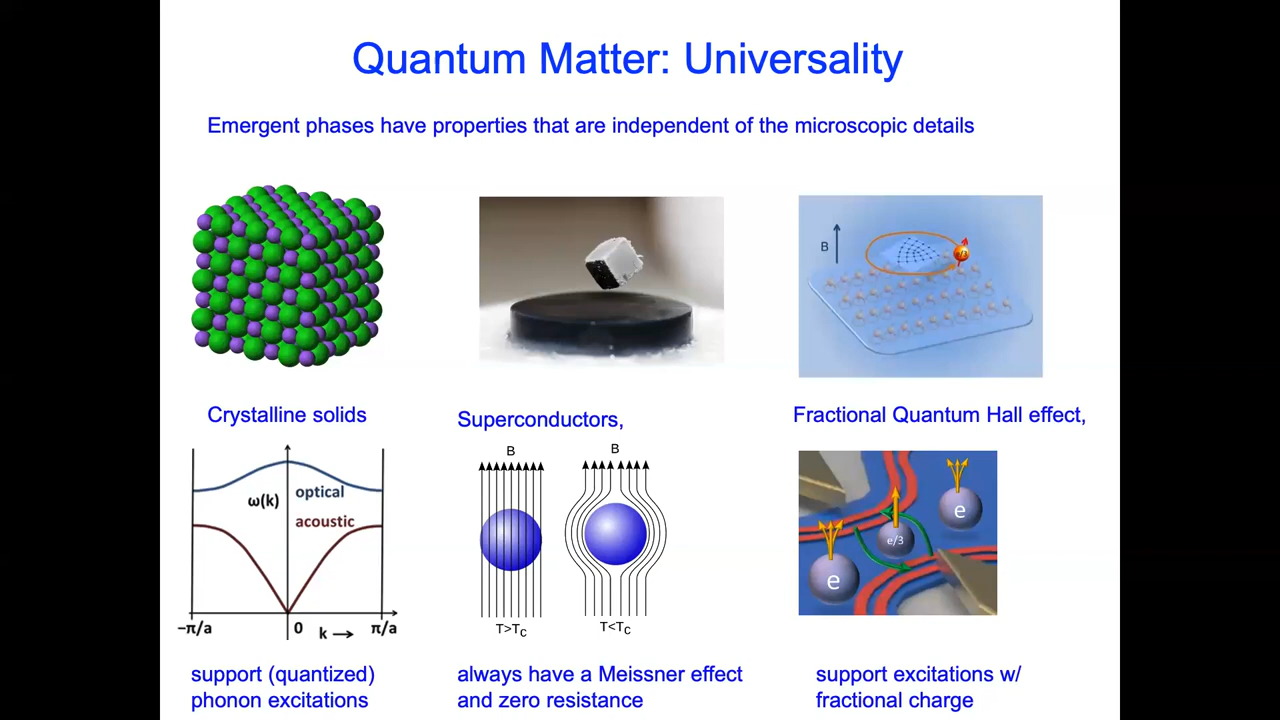 Quantum Matter: Universality
Emergent phases have properties that are independent of the microscopic details
B
Crystalline solids
Superconductors,
Fractional Quantum Hall effect,
ω(k)
optical
acoustic
−π/a
0
k
π/a
B
B
T>Tc
T<Tc
e
e/3
e
support (quantized)
phonon excitations
always have a Meissner effect
and zero resistance
support excitations w/
fractional charge